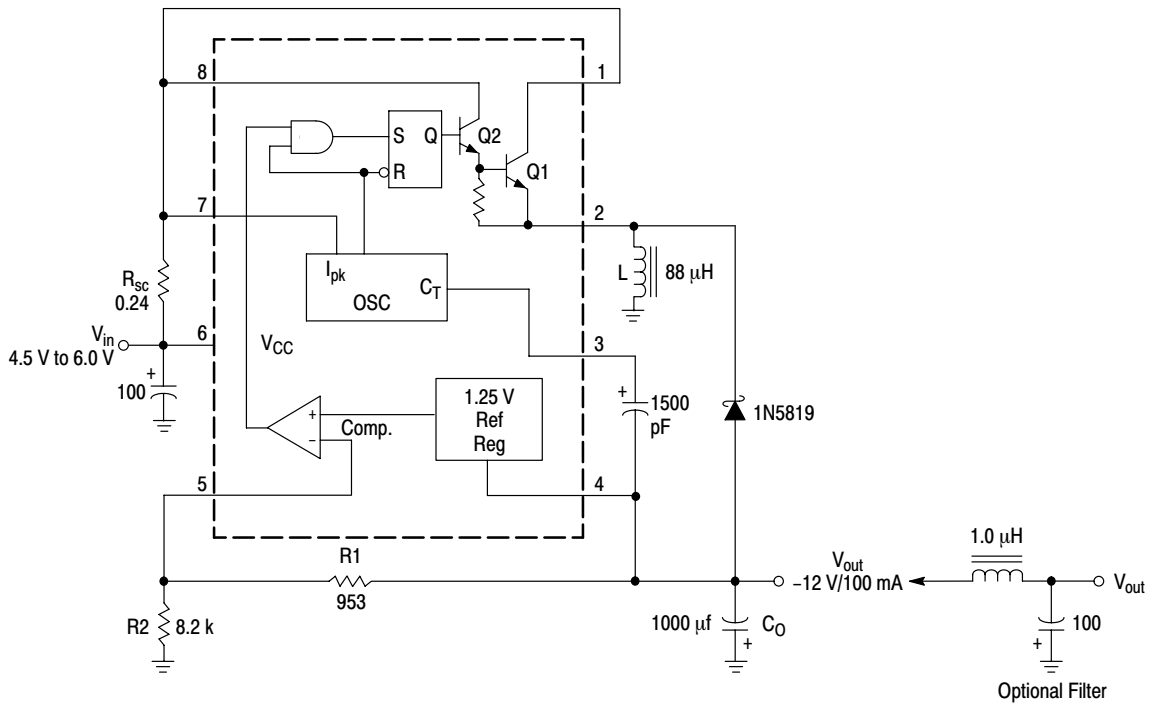 8
1
S
Q
Q2
R
Q1
7
2
Ipk
OSC
CT
L
88 μH
Rsc
0.24
Vin
4.5 V to 6.0 V
6
VCC
3
+
100
+
1500
pF
1.25 V
Ref
Reg
+
−
Comp.
1N5819
5
4
R1
953
1.0 μH
Vout
−12 V/100 mA
Vout
R2
8.2 k
1000 μf
CO
+
100
+
Optional Filter